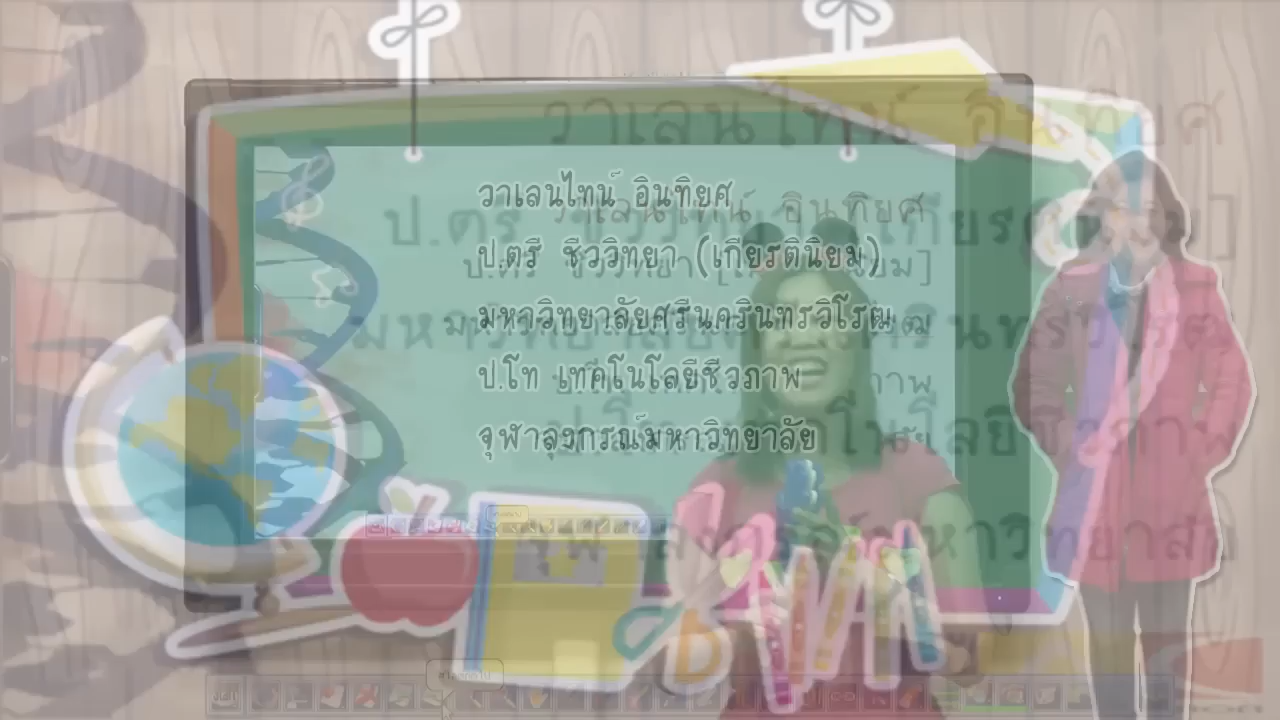 วาเลนไทน์ อินทิยศ
ป.ตรี ชีววิทยา (เกียรตินิยม)
มหาวิทยาลัยศรีนครินทรวิโรฒ
ป.โท เทคโนโลยีชีวภาพ
จุฬาลงกรณ์มหาวิทยาลัย